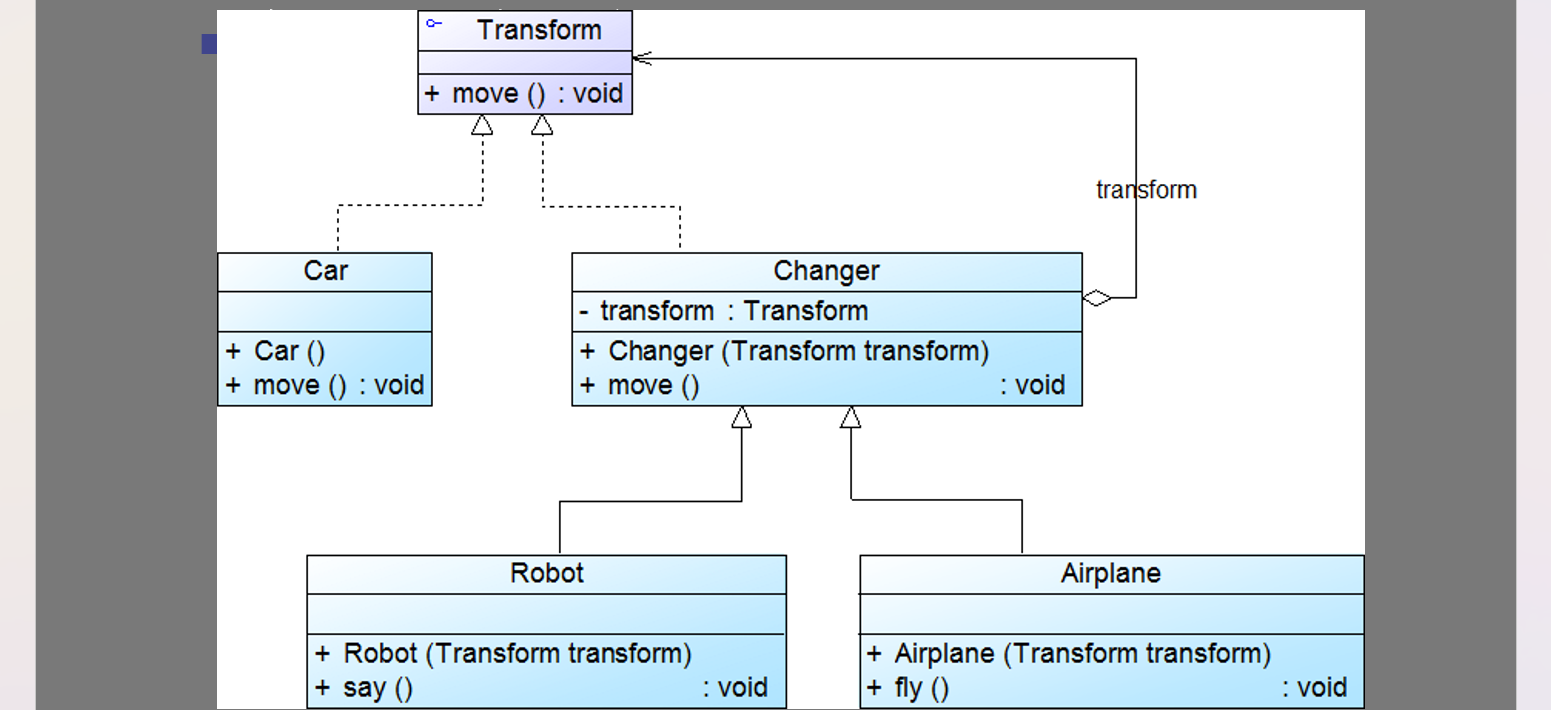 Transform
+ move () : void
transform
Car
+ Car ()
+ move () : void
Changer
- transform : Transform
+ Changer (Transform transform)
+ move () : void
Robot
+ Robot (Transform transform)
+ say () : void
Airplane
+ Airplane (Transform transform)
+ fly () : void